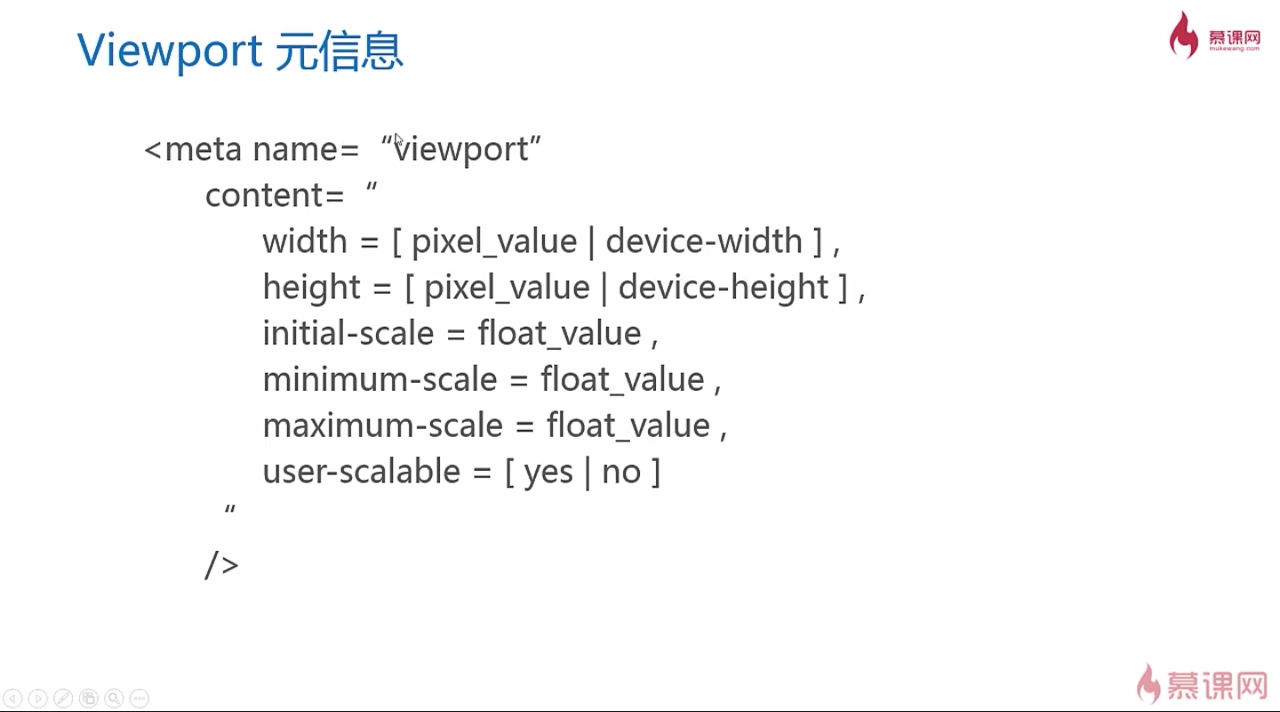 Viewport 元信息
慕课网
mukewang.com
<meta name= “viewport”
content= “
width = [ pixel_value | device-width ] ,
height = [ pixel_value | device-height ] ,
initial-scale = float_value ,
minimum-scale = float_value ,
maximum-scale = float_value ,
user-scalable = [ yes | no ]
“
/>
慕课网